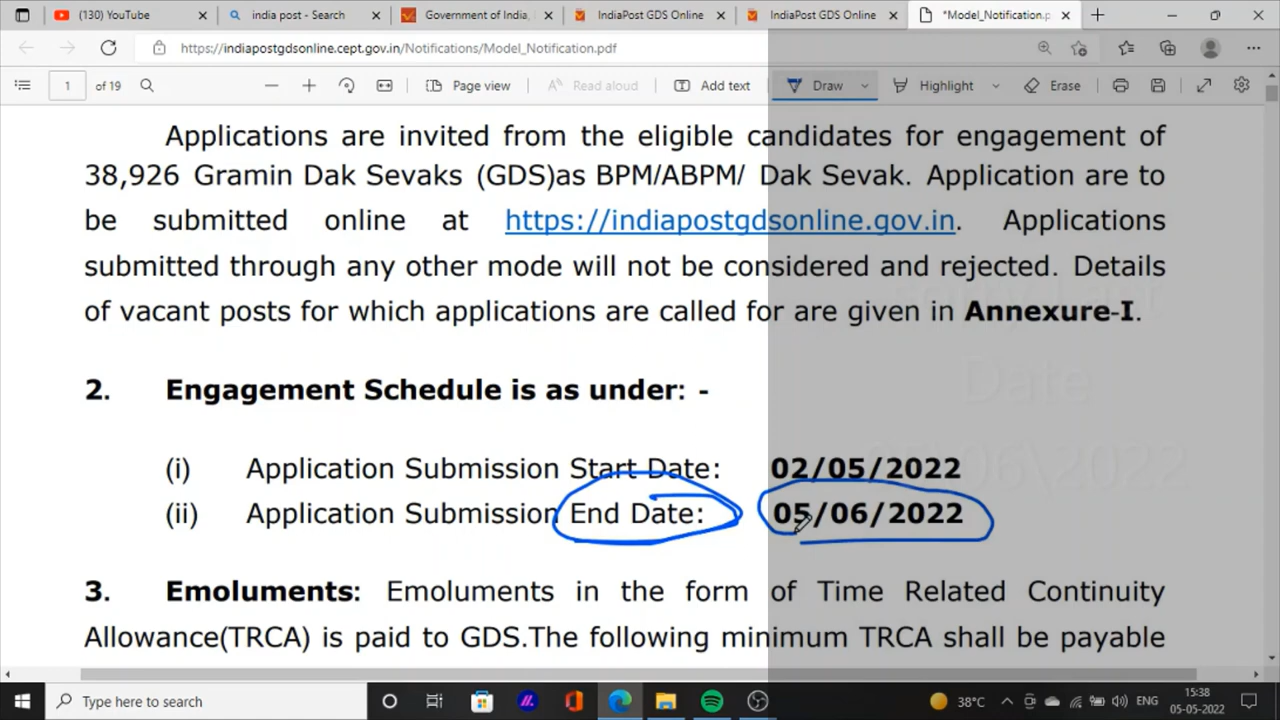 (130) YouTube
india post - Search
Government of India,
IndiaPost GDS Online
IndiaPost GDS Online
*Model_Notification.p
https://indiapostgdsonline.cept.gov.in/Notifications/Model_Notification.pdf
1 of 19
Page view
Read aloud
Add text
Draw
Highlight
Erase
Applications are invited from the eligible candidates for engagement of
38,926 Gramin Dak Sevaks (GDS)as BPM/ABPM/ Dak Sevak. Application are to
be submitted online at https://indiapostgdsonline.gov.in. Applications
submitted through any other mode will not be considered and rejected. Details
of vacant posts for which applications are called for are given in Annexure-I.
2. Engagement Schedule is as under: -
(i) Application Submission Start Date: 02/05/2022
(ii) Application Submission End Date: 05/06/2022
3. Emoluments: Emoluments in the form of Time Related Continuity
Allowance(TRCA) is paid to GDS.The following minimum TRCA shall be payable
Last
Date
06\2022
Type here to search
38°C
ENG
15:38
05-05-2022